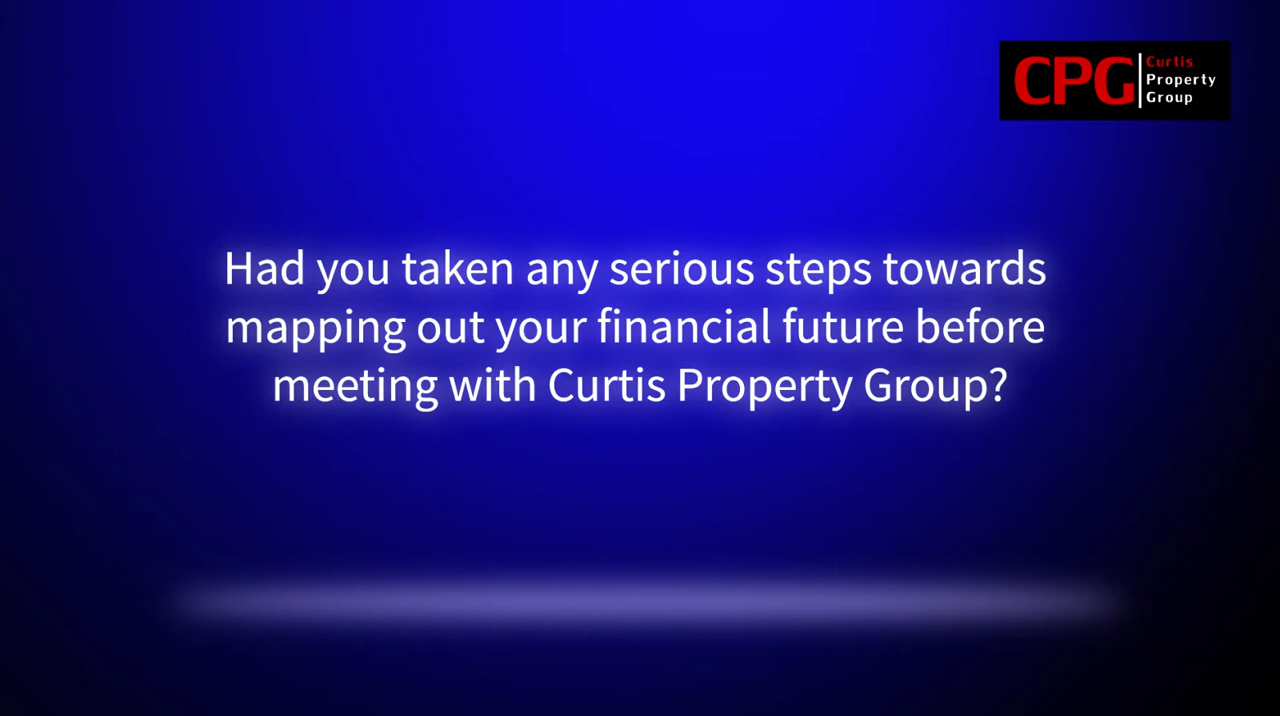 CPG
Curtis
Property
Group
Had you taken any serious steps towards
mapping out your financial future before
meeting with Curtis Property Group?